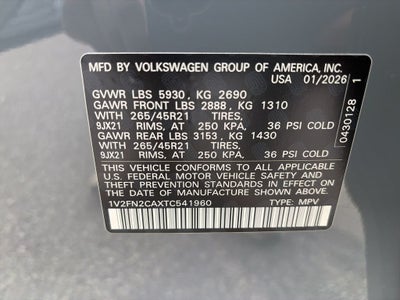 MFD BY VOLKSWAGEN GROUP OF AMERICA, INC.
USA 01/2026 1
GVWR LBS 5930, KG 2690
GAWR FRONT LBS 2888, KG 1310
WITH 265/45R21 TIRES,
9JX21 RIMS, AT 250 KPA, 36 PSI COLD
GAWR REAR LBS 3153, KG 1430
WITH 265/45R21 TIRES,
9JX21 RIMS, AT 250 KPA, 36 PSI COLD
THIS VEHICLE CONFORMS TO ALL APPLICABLE
U.S. FEDERAL MOTOR VEHICLE SAFETY
STANDARDS IN EFFECT ON THE DATE OF
MANUFACTURE SHOWN ABOVE.
1V2FN2CAXTC541960 TYPE: MPV
0430128